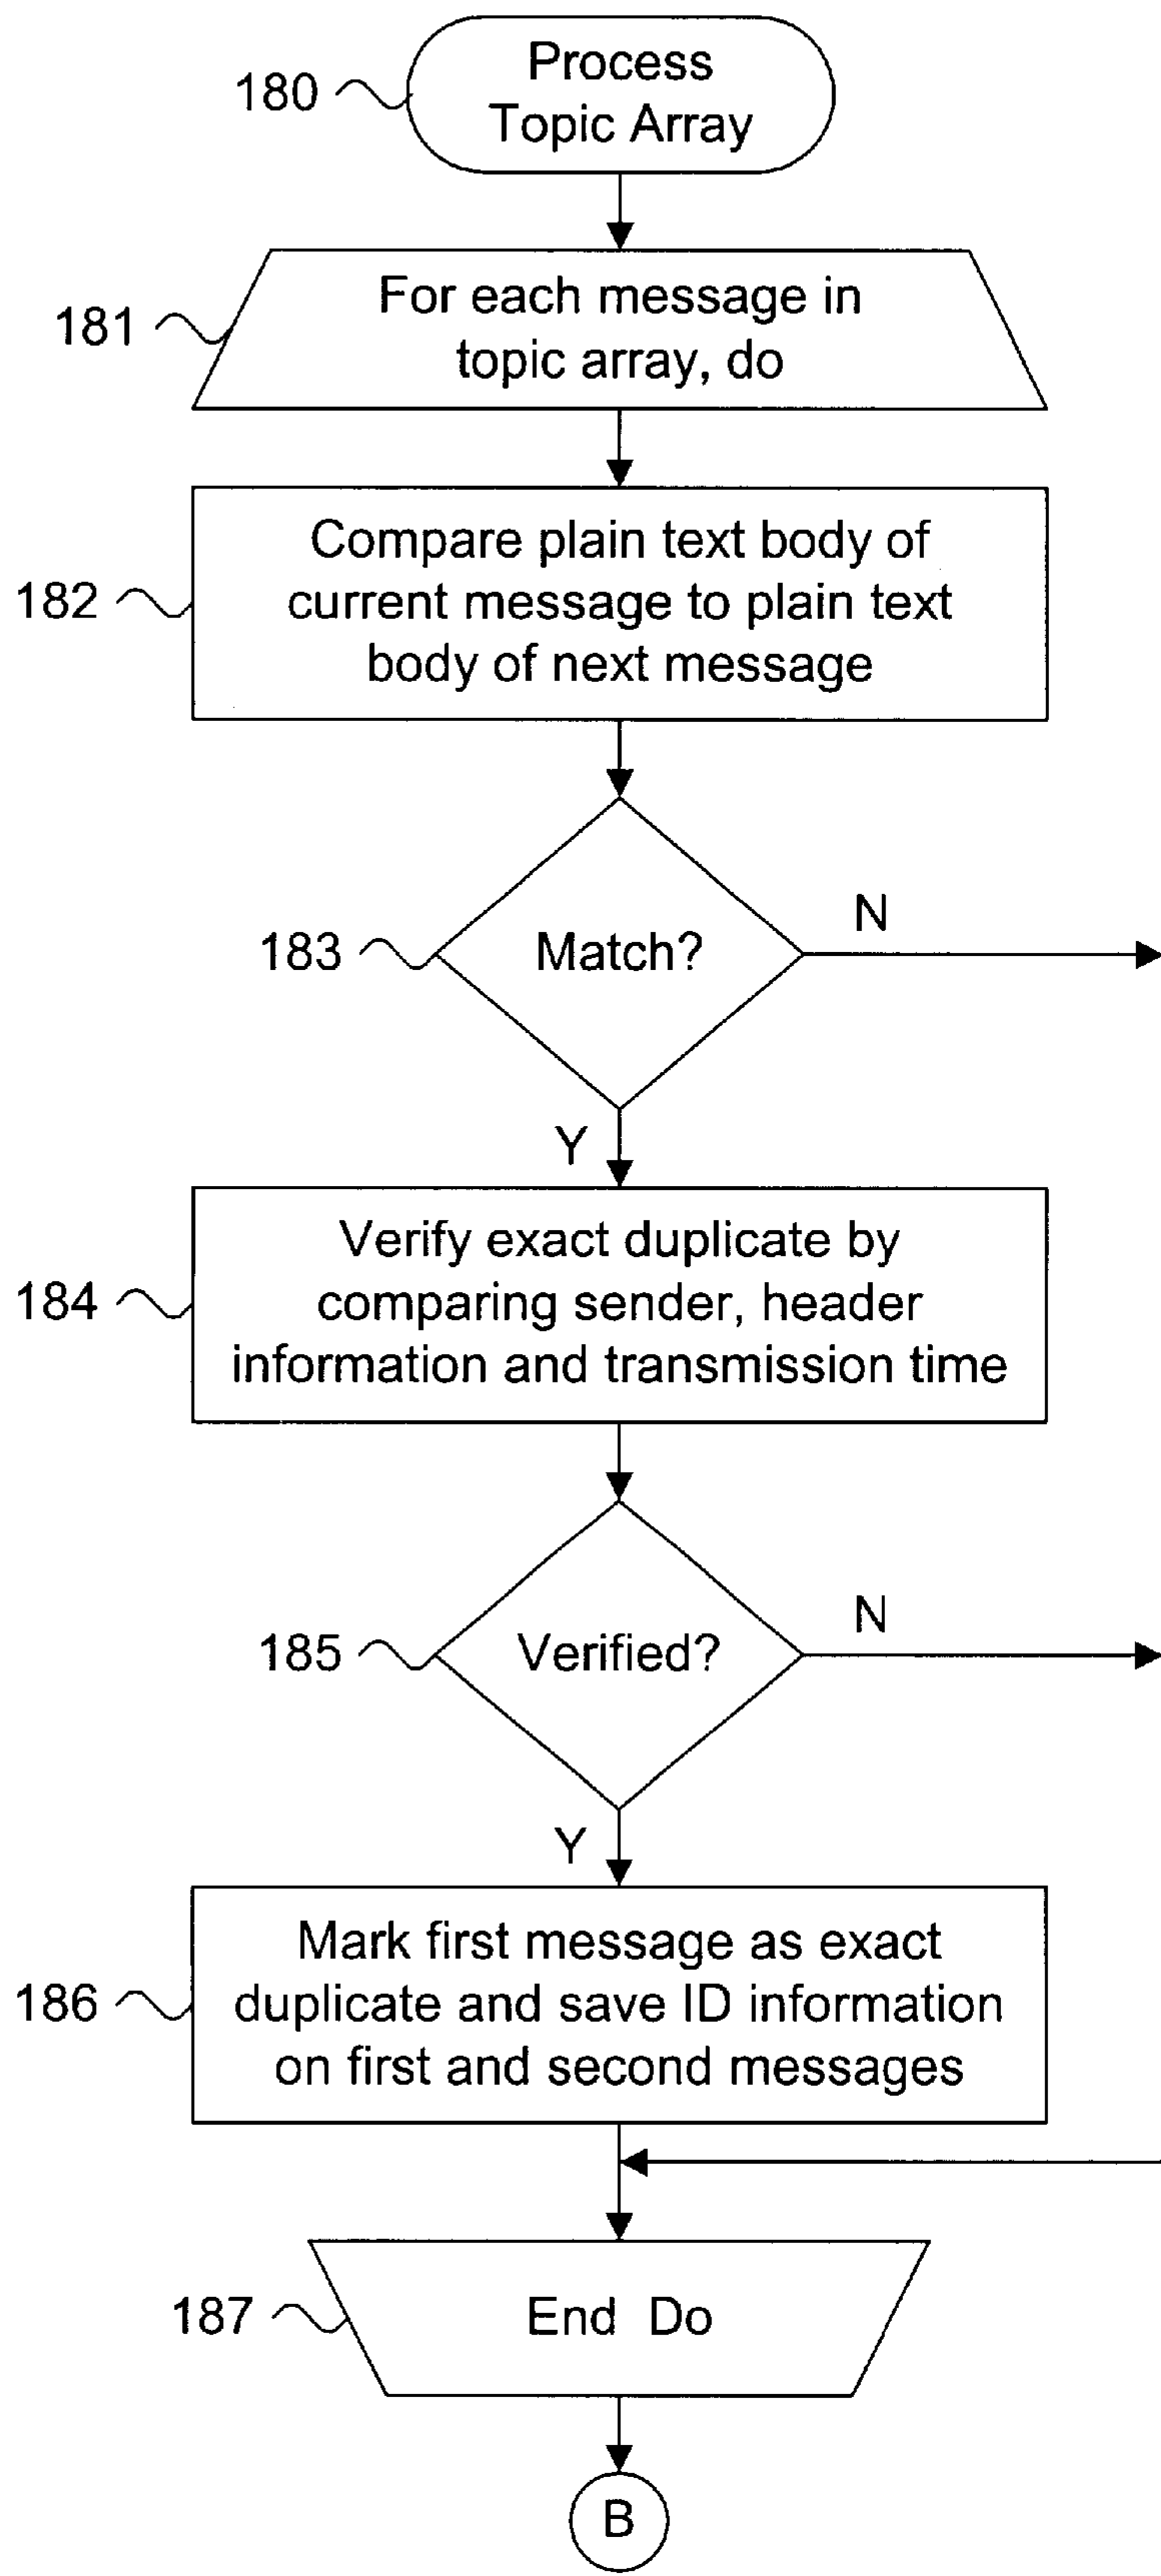 180
Process
Topic Array
181
For each message in
topic array, do
182
Compare plain text body of
current message to plain text
body of next message
183
Match?
N
Y
184
Verify exact duplicate by
comparing sender, header
information and transmission time
185
Verified?
N
Y
186
Mark first message as exact
duplicate and save ID information
on first and second messages
187
End Do
B